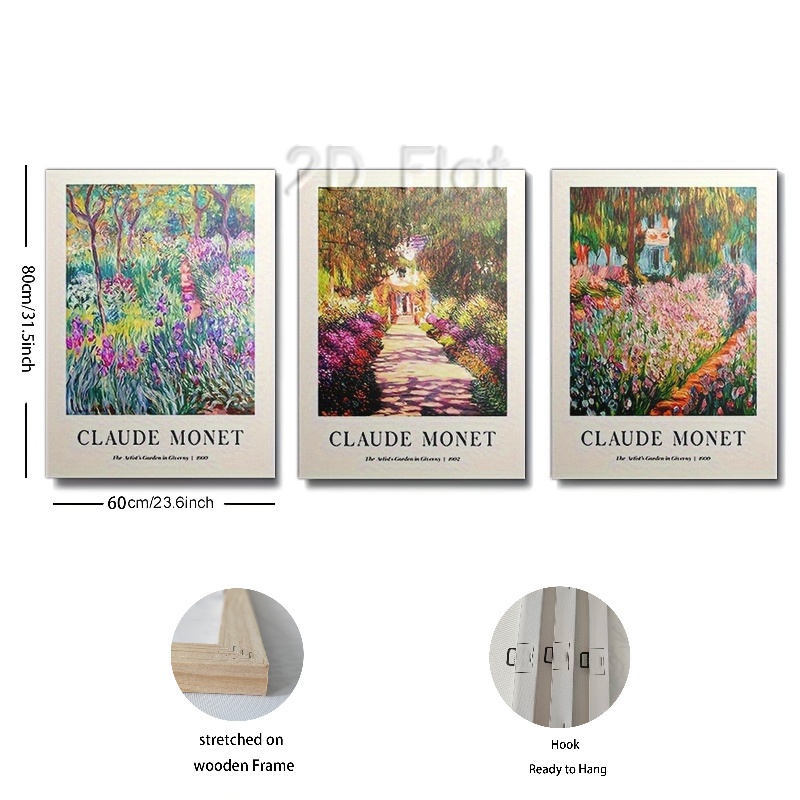 2D Flat
80cm/31.5inch
CLAUDE MONET
The Artist's Garden in Giverny | 1900
CLAUDE MONET
The Artist's Garden in Giverny | 1902
CLAUDE MONET
The Artist's Garden in Giverny | 1900
60cm/23.6inch
stretched on
wooden Frame
Hook
Ready to Hang